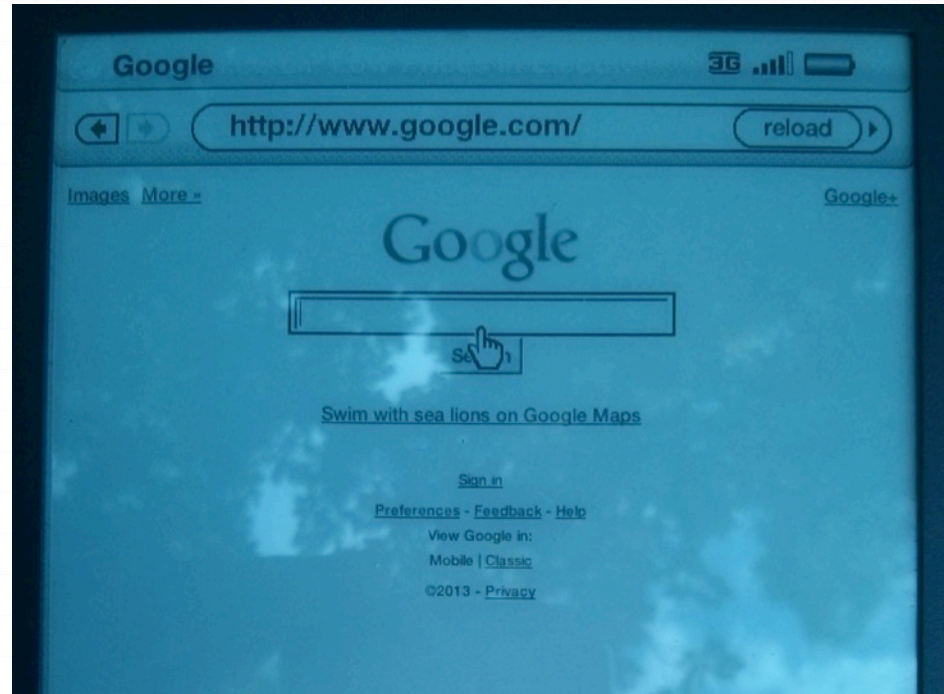 Google 3G
http://www.google.com/ reload
Images More » Google+
Google
Swim with sea lions on Google Maps
Sign in
Preferences - Feedback - Help
View Google in:
Mobile | Classic
©2013 - Privacy